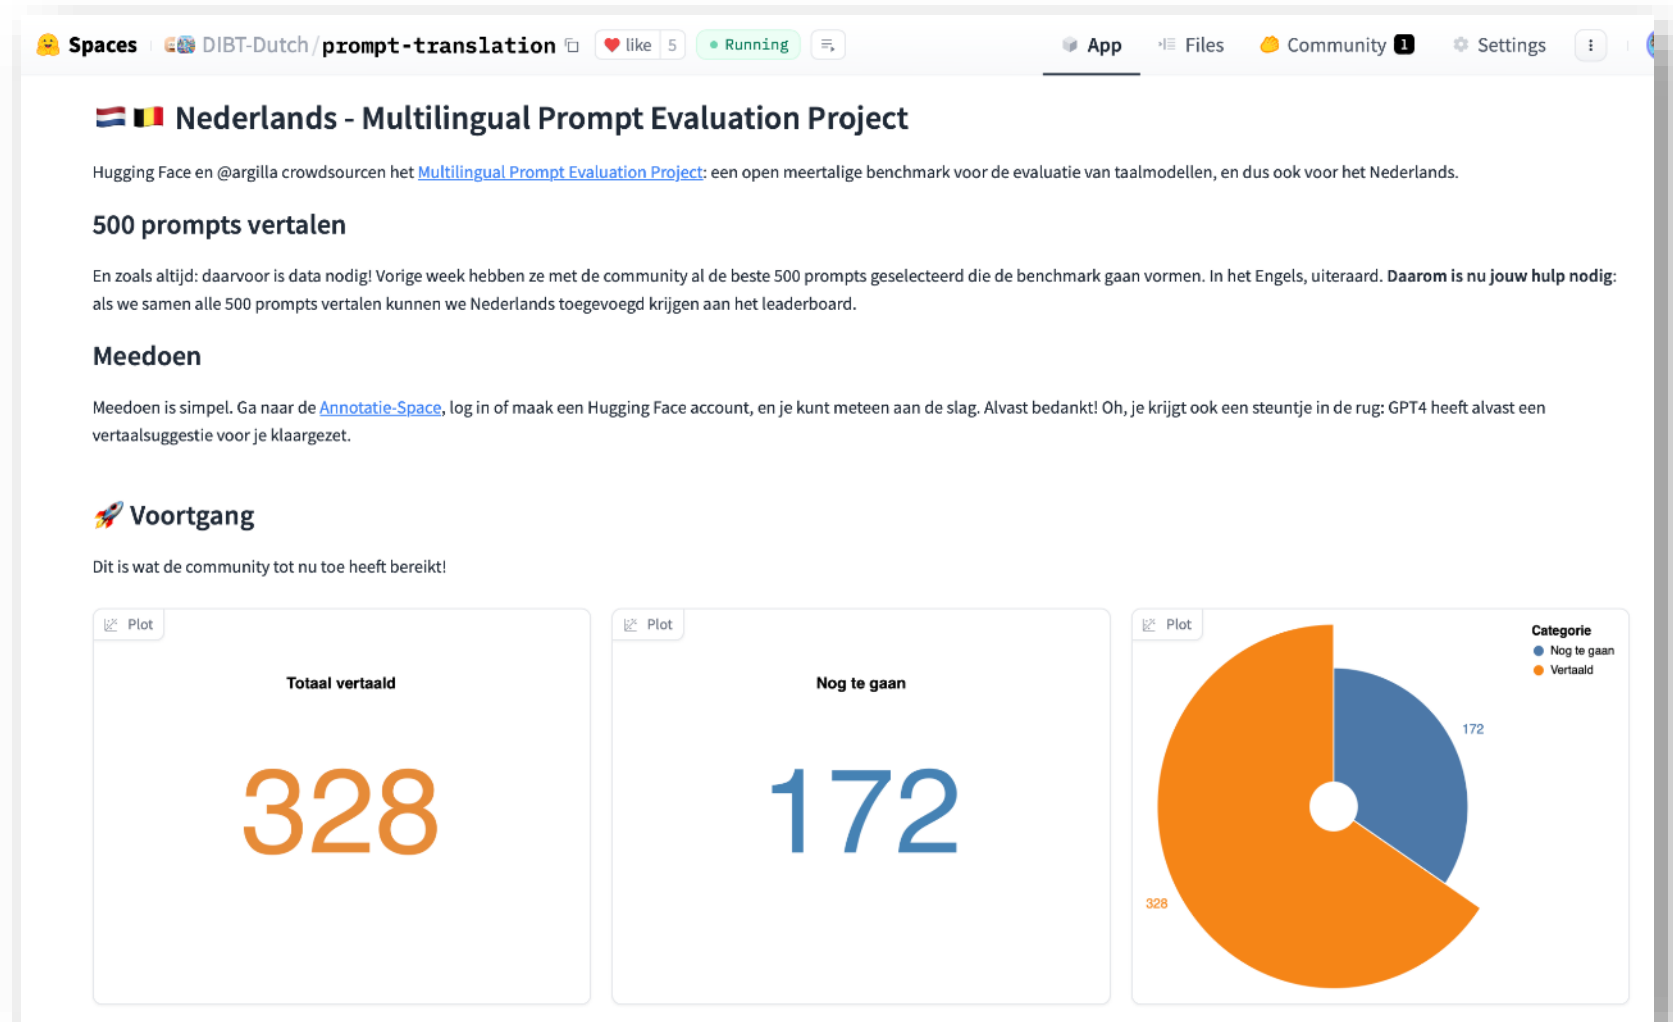 Spaces DIBT-Dutch/prompt-translation like 5 Running App Files Community 1 Settings
Nederlands - Multilingual Prompt Evaluation Project
Hugging Face en @argilla crowdsourcen het Multilingual Prompt Evaluation Project: een open meertalige benchmark voor de evaluatie van taalmodellen, en dus ook voor het Nederlands.
500 prompts vertalen
En zoals altijd: daarvoor is data nodig! Vorige week hebben ze met de community al de beste 500 prompts geselecteerd die de benchmark gaan vormen. In het Engels, uiteraard. Daarom is nu jouw hulp nodig:
als we samen alle 500 prompts vertalen kunnen we Nederlands toegevoegd krijgen aan het leaderboard.
Meedoen
Meedoen is simpel. Ga naar de Annotatie-Space, log in of maak een Hugging Face account, en je kunt meteen aan de slag. Alvast bedankt! Oh, je krijgt ook een steuntje in de rug: GPT4 heeft alvast een
vertaalsuggestie voor je klaargezet.
Voortgang
Dit is wat de community tot nu toe heeft bereikt!
Plot
Totaal vertaald
328
Plot
Nog te gaan
172
Plot
Categorie
Nog te gaan
Vertaald
172
328